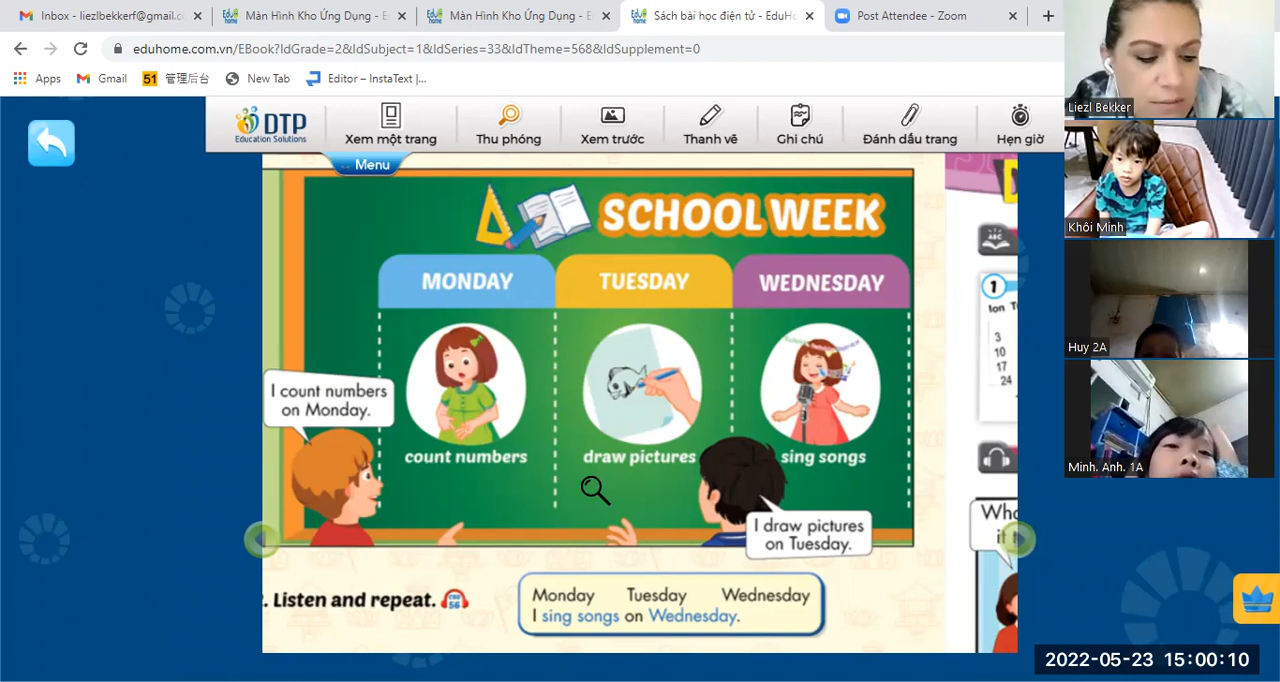 Inbox - liezlbekkerf@gmail.c
Màn Hình Kho Ứng Dụng - E
Màn Hình Kho Ứng Dụng - E
Sách bài học điện tử - EduHo
Post Attendee - Zoom
eduhome.com.vn/EBook?IdGrade=2&IdSubject=1&IdSeries=33&IdTheme=568&IdSupplement=0
Apps Gmail 51 管理后台 New Tab Editor – InstaText |...
DTP
Education Solutions
Xem một trang
Thu phóng
Xem trước
Thanh vẽ
Ghi chú
Đánh dấu trang
Hẹn giờ
Menu
SCHOOL WEEK
MONDAY TUESDAY WEDNESDAY
I count numbers
on Monday.
count numbers draw pictures sing songs
I draw pictures
on Tuesday.
. Listen and repeat.
CD2
56
Monday Tuesday Wednesday
I sing songs on Wednesday.
ABC
1
3
10
17
24
Liezl Bekker
Khôi Minh
Huy 2A
Minh. Anh. 1A
2022-05-23 15:00:10